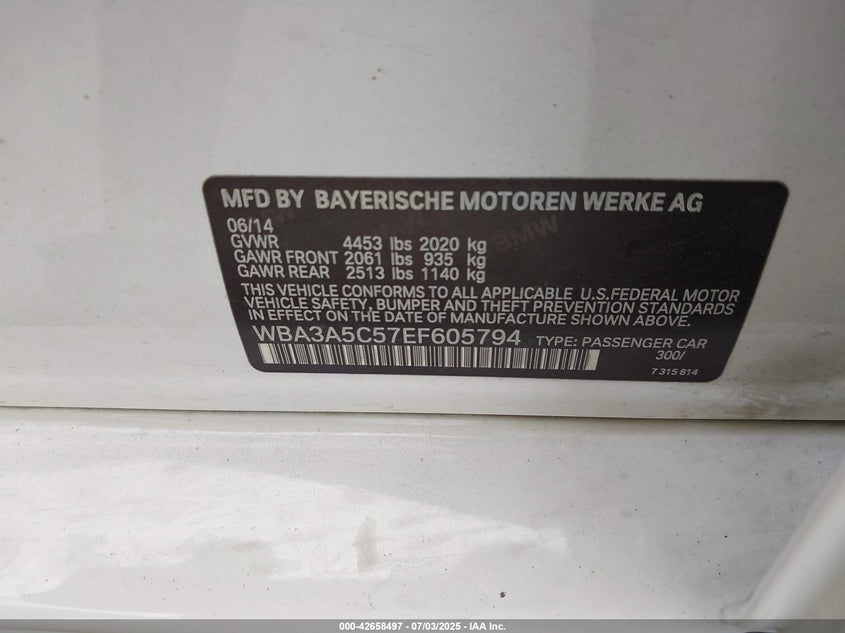 MFD BY BAYERISCHE MOTOREN WERKE AG
06/14
GVWR 4453 lbs 2020 kg
GAWR FRONT 2061 lbs 935 kg
GAWR REAR 2513 lbs 1140 kg
THIS VEHICLE CONFORMS TO ALL APPLICABLE U.S.FEDERAL MOTOR
VEHICLE SAFETY, BUMPER AND THEFT PREVENTION STANDARDS
IN EFFECT ON THE DATE OF MANUFACTURE SHOWN ABOVE.
WBA3A5C57EF605794 TYPE: PASSENGER CAR
300/
7 315 814
BMW
000-42658497 - 07/03/2025 - IAA Inc.